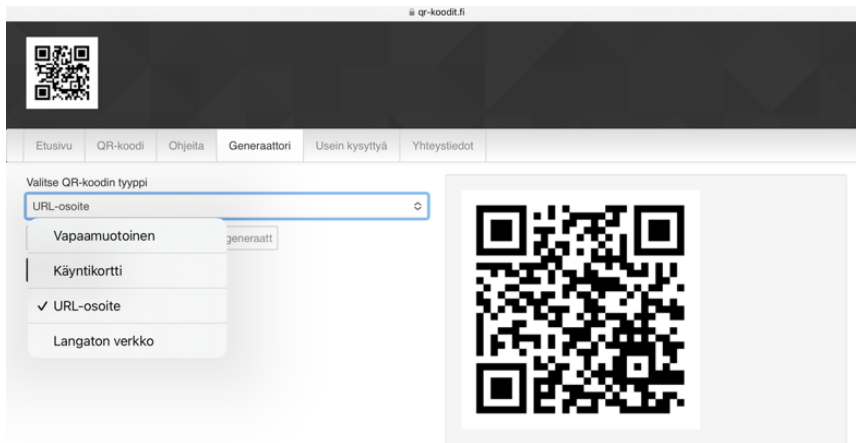 qr-koodit.fi
Etusivu QR-koodi Ohjeita Generaattori Usein kysyttyä Yhteystiedot
Valitse QR-koodin tyyppi
URL-osoite
Vapaamuotoinen
generaatt
Käyntikortti
✓ URL-osoite
Langaton verkko